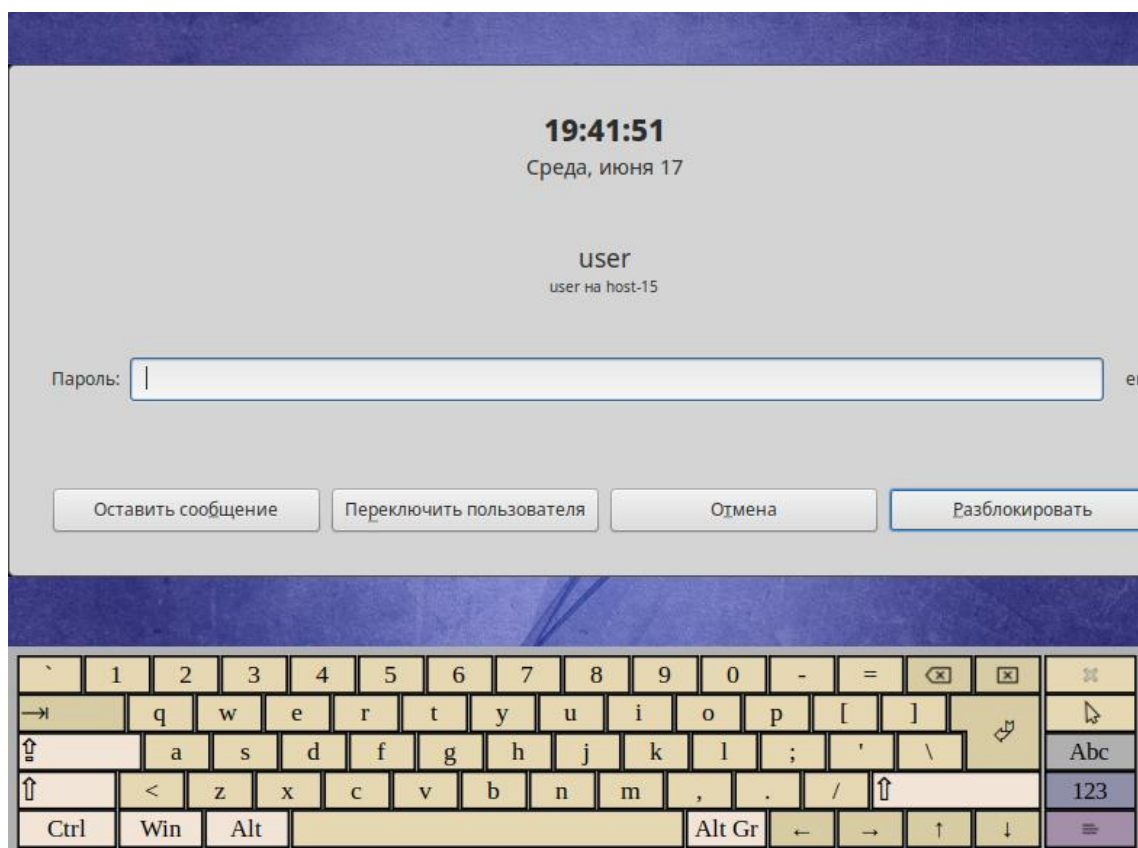 19:41:51
Среда, июня 17
user
user на host-15
Пароль:
en
Оставить сообщение
Переключить пользователя
Отмена
Разблокировать
` 1 2 3 4 5 6 7 8 9 0 - =
q w e r t y u i o p [ ]
a s d f g h j k l ; ' \ Abc
< z x c v b n m , . / 123
Ctrl Win Alt Alt Gr ← → ↑ ↓